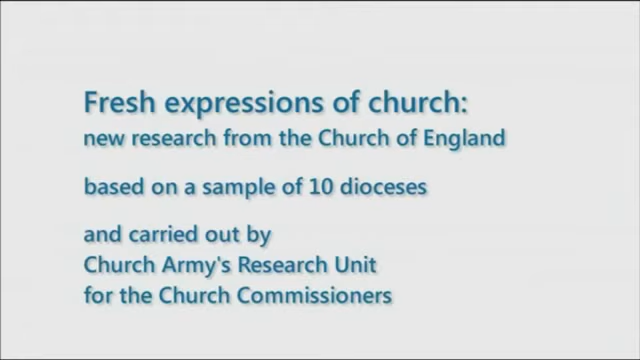 Fresh expressions of church:
new research from the Church of England
based on a sample of 10 dioceses
and carried out by
Church Army's Research Unit
for the Church Commissioners